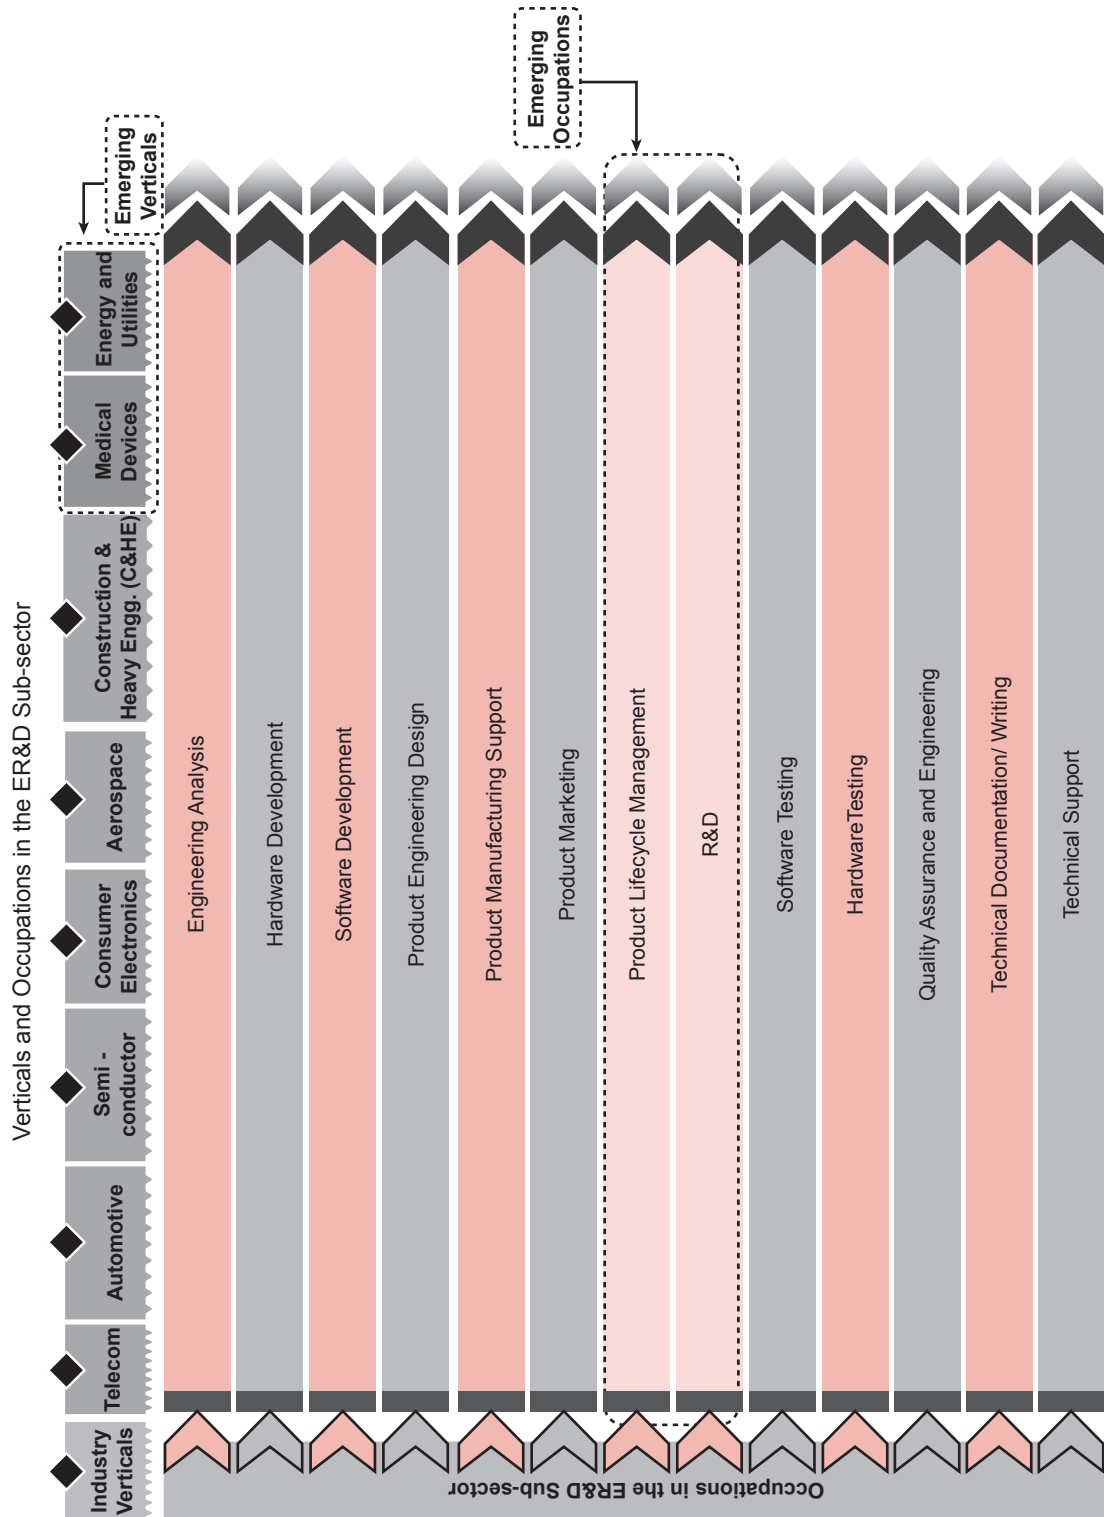 Verticals and Occupations in the ER&D Sub-sector
Industry
Verticals
Telecom
Automotive
Semi -
conductor
Consumer
Electronics
Aerospace
Construction &
Heavy Engg. (C&HE)
Medical
Devices
Energy and
Utilities
Emerging
Verticals
Occupations in the ER&D Sub-sector
Engineering Analysis
Hardware Development
Software Development
Product Engineering Design
Product Manufacturing Support
Product Marketing
Product Lifecycle Management
R&D
Software Testing
HardwareTesting
Quality Assurance and Engineering
Technical Documentation/ Writing
Technical Support
Emerging
Occupations